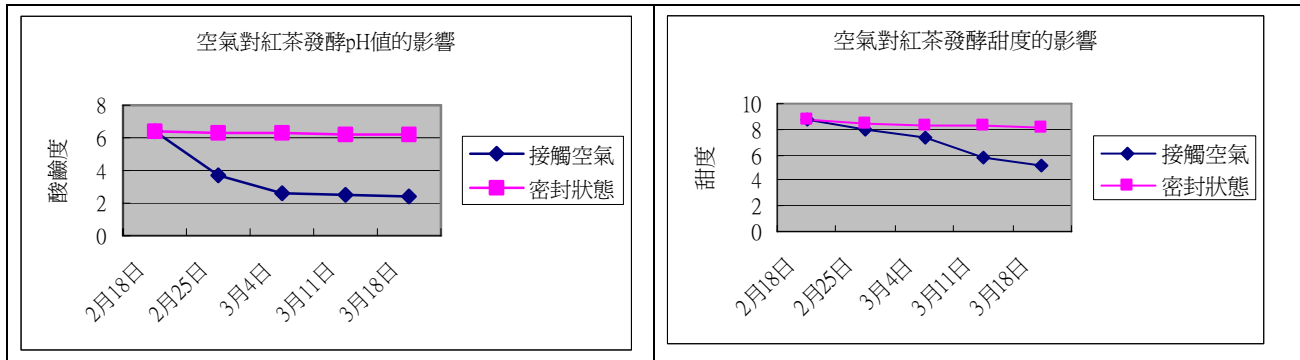 空氣對紅茶發酵pH值的影響
8
6
4
2
0
酸鹼度
2月18日
2月25日
3月4日
3月11日
3月18日
接觸空氣
密封狀態
空氣對紅茶發酵甜度的影響
10
8
6
4
2
0
甜度
2月18日
2月25日
3月4日
3月11日
3月18日
接觸空氣
密封狀態